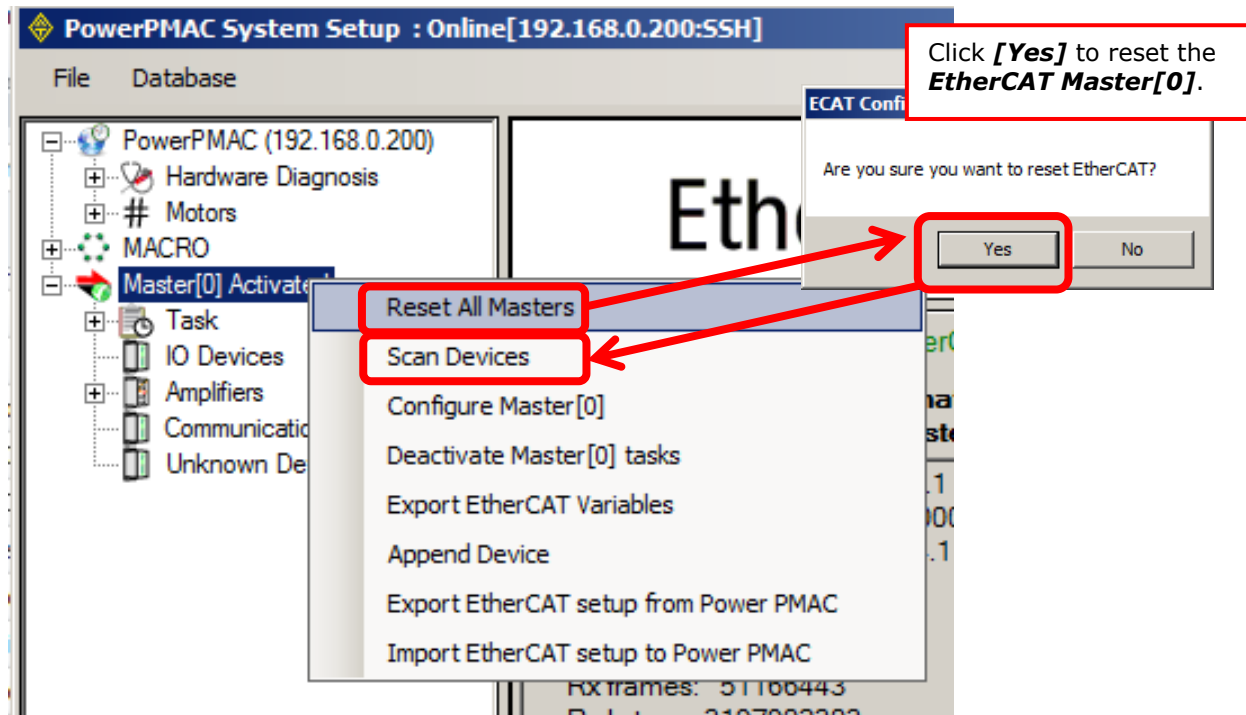 PowerPMAC System Setup : Online[192.168.0.200:SSH]
Click [Yes] to reset the
EtherCAT Master[0].
File Database
ECAT Confi
PowerPMAC (192.168.0.200)
Hardware Diagnosis
# Motors
MACRO
Master[0] Activate
Task
IO Devices
Amplifiers
Communicatio
Unknown De
Eth
Are you sure you want to reset EtherCAT?
Yes No
Reset All Masters
Scan Devices
Configure Master[0]
Deactivate Master[0] tasks
Export EtherCAT Variables
Append Device
Export EtherCAT setup from Power PMAC
Import EtherCAT setup to Power PMAC
Rx frames: 51166443